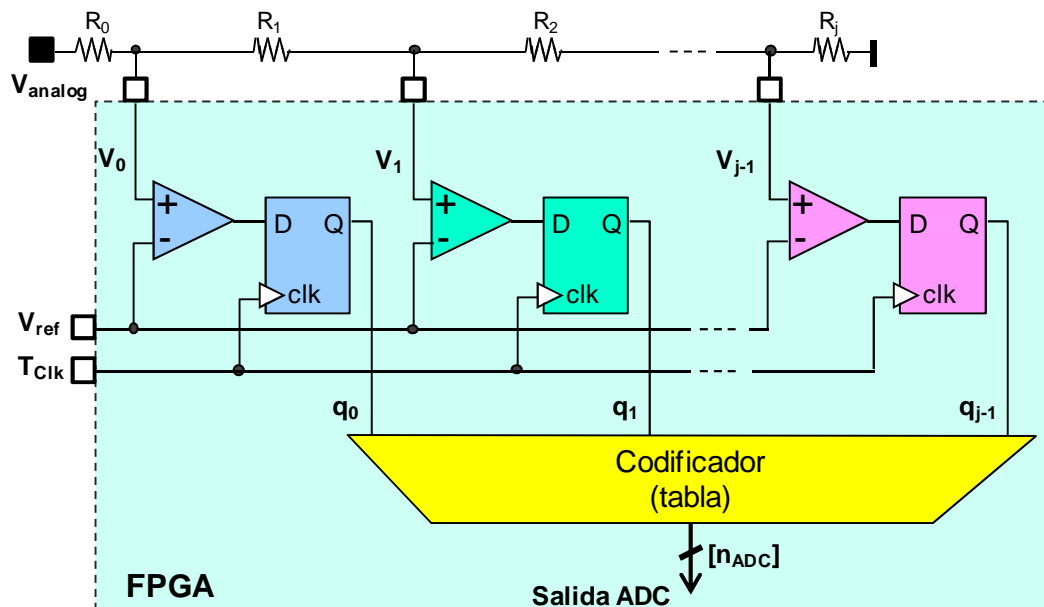 R0 R1 R2 Rj
Vanalog
V0 V1 Vj-1
+ D Q + D Q + D Q
- clk - clk - clk
Vref
TClk
q0 q1 qj-1
Codificador
(tabla)
[nADC]
FPGA
Salida ADC